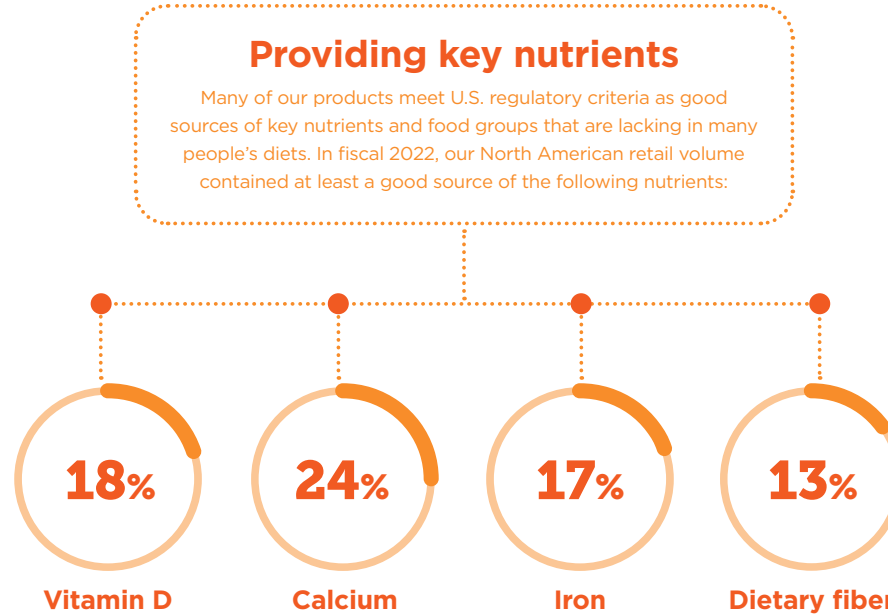 Providing key nutrients
Many of our products meet U.S. regulatory criteria as good
sources of key nutrients and food groups that are lacking in many
people’s diets. In fiscal 2022, our North American retail volume
contained at least a good source of the following nutrients:
18%
24%
17%
13%
Vitamin D
Calcium
Iron
Dietary fiber